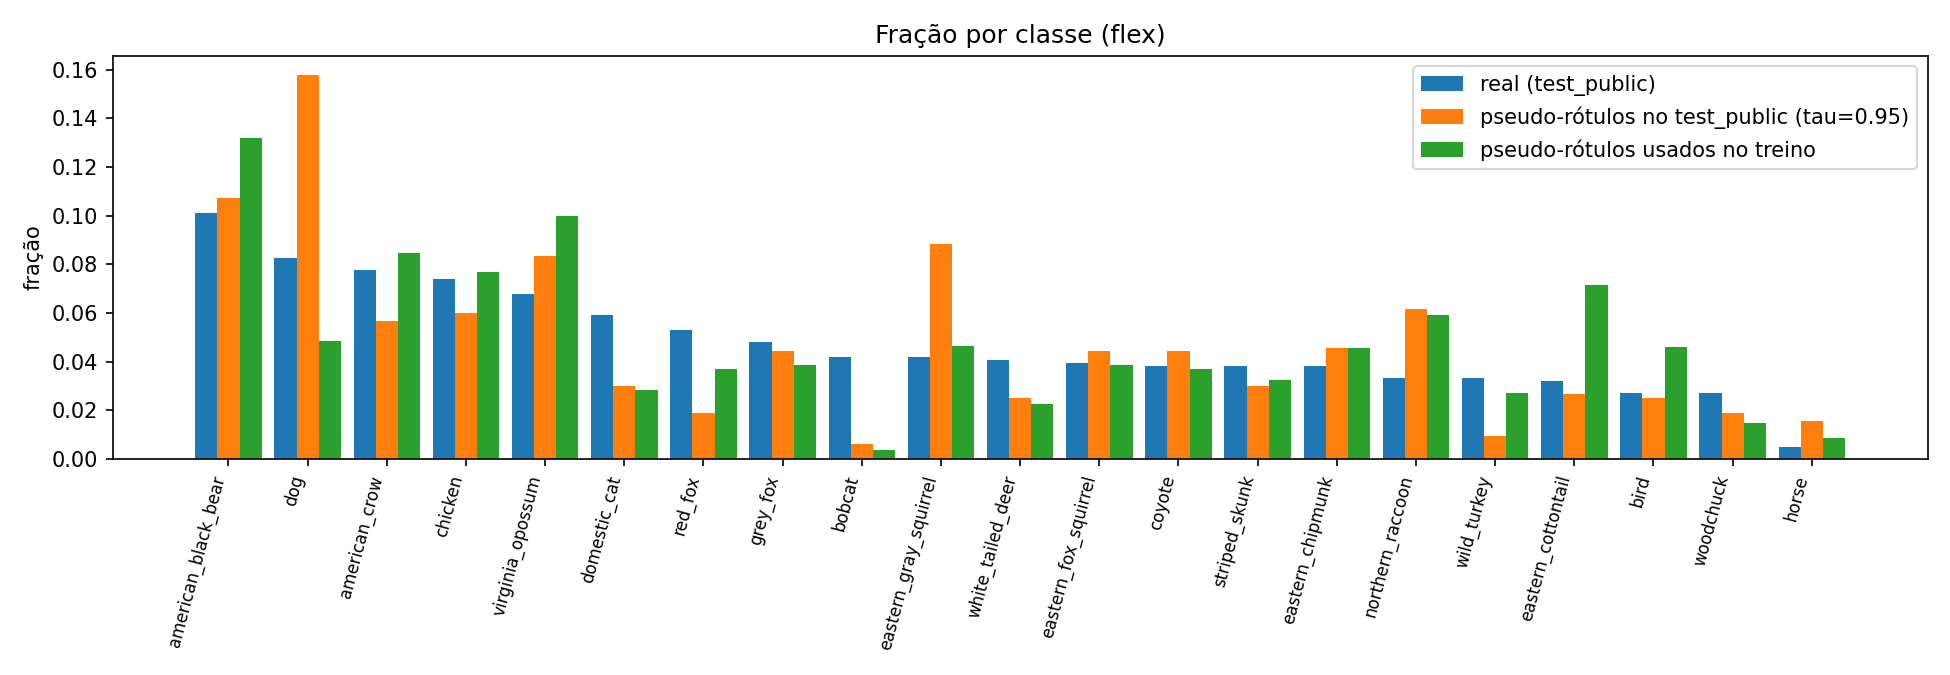 Fração por classe (flex)
real (test_public)
pseudo-rótulos no test_public (tau=0.95)
pseudo-rótulos usados no treino
fração
0.16
0.14
0.12
0.10
0.08
0.06
0.04
0.02
0.00
american_black_bear
dog
american_crow
chicken
virginia_opossum
domestic_cat
red_fox
grey_fox
bobcat
eastern_gray_squirrel
white_tailed_deer
eastern_fox_squirrel
coyote
striped_skunk
eastern_chipmunk
northern_raccoon
wild_turkey
eastern_cottontail
bird
woodchuck
horse